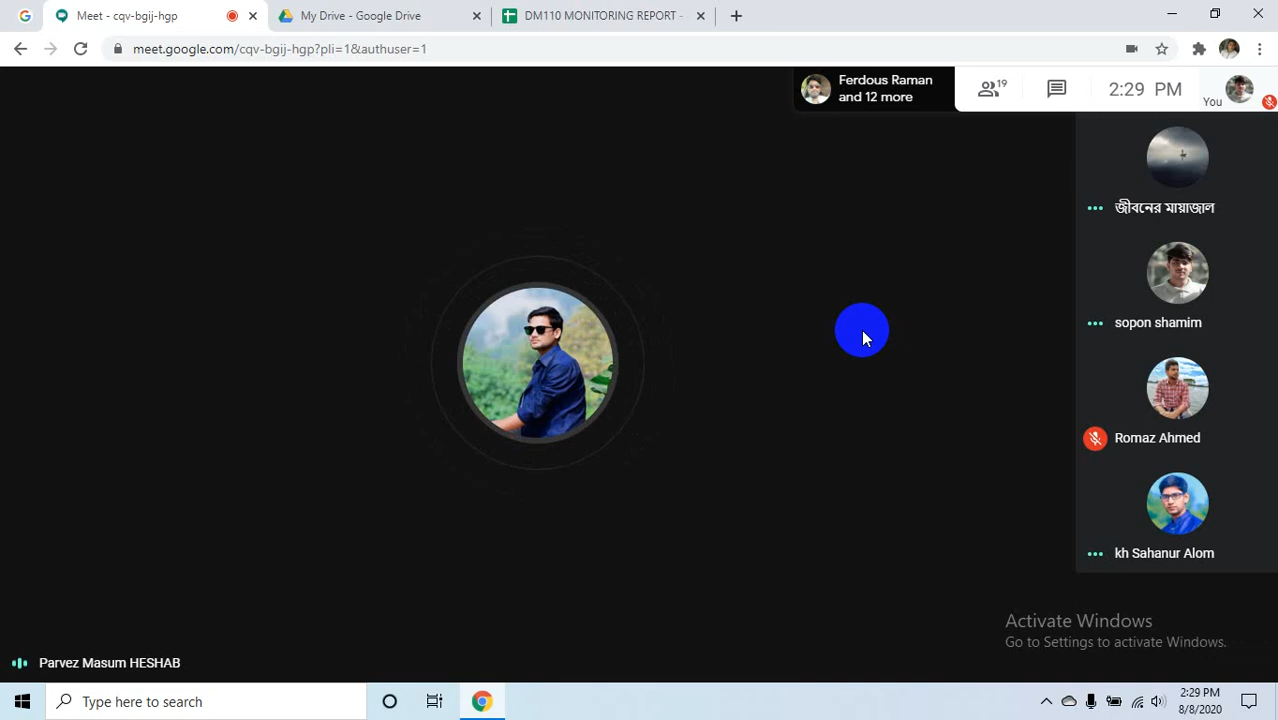 Meet - cqv-bgij-hgp
My Drive - Google Drive
DM110 MONITORING REPORT -
meet.google.com/cqv-bgij-hgp?pli=1&authuser=1
Ferdous Raman
and 12 more
19
2:29 PM
You
জীবনের মায়াজাল
sopon shamim
Romaz Ahmed
kh Sahanur Alom
Activate Windows
Go to Settings to activate Windows.
Parvez Masum HESHAB
Type here to search
2:29 PM
8/8/2020